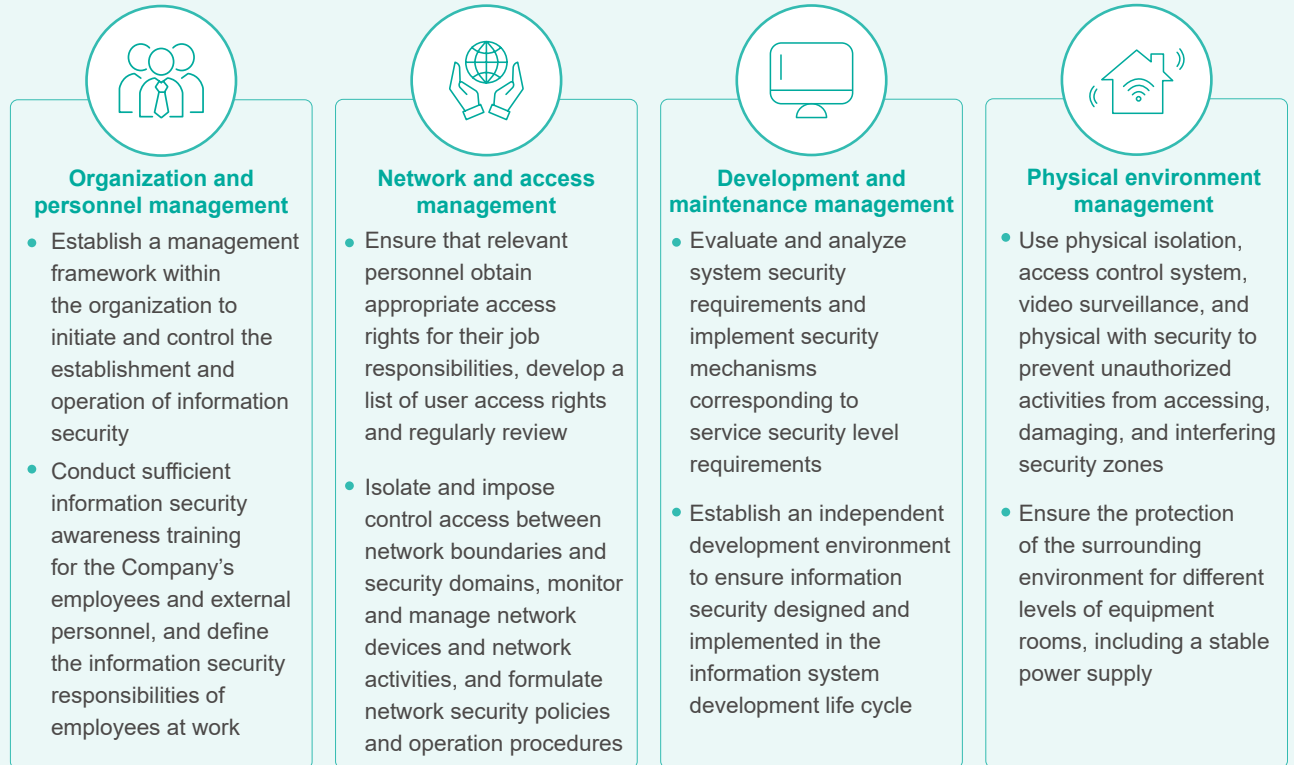 Organization and
personnel management
Establish a management
framework within
the organization to
initiate and control the
establishment and
operation of information
security
Conduct sufficient
information security
awareness training
for the Company's
employees and external
personnel, and define
the information security
responsibilities of
employees at work
Network and access
management
Ensure that relevant
personnel obtain
appropriate access
rights for their job
responsibilities, develop a
list of user access rights
and regularly review
Isolate and impose
control access between
network boundaries and
security domains, monitor
and manage network
devices and network
activities, and formulate
network security policies
and operation procedures
Development and
maintenance management
Evaluate and analyze
system security
requirements and
implement security
mechanisms
corresponding to
service security level
requirements
Establish an independent
development environment
to ensure information
security designed and
implemented in the
information system
development life cycle
Physical environment
management
Use physical isolation,
access control system,
video surveillance, and
physical with security to
prevent unauthorized
activities from accessing,
damaging, and interfering
security zones
Ensure the protection
of the surrounding
environment for different
levels of equipment
rooms, including a stable
power supply